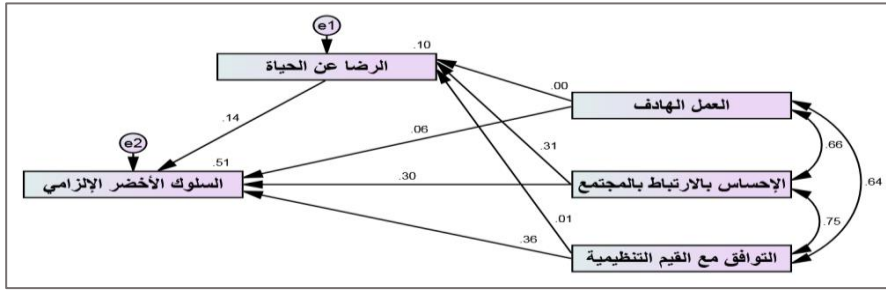 e1
.10
الرضا عن الحياة
.00
العمل الهادف
.14
.06
.66
e2
.31
.51
السلوك الأخضر الإلزامي
.30
الإحساس بالارتباط بالمجتمع
.64
.01
.75
.36
التوافق مع القيم التنظيمية